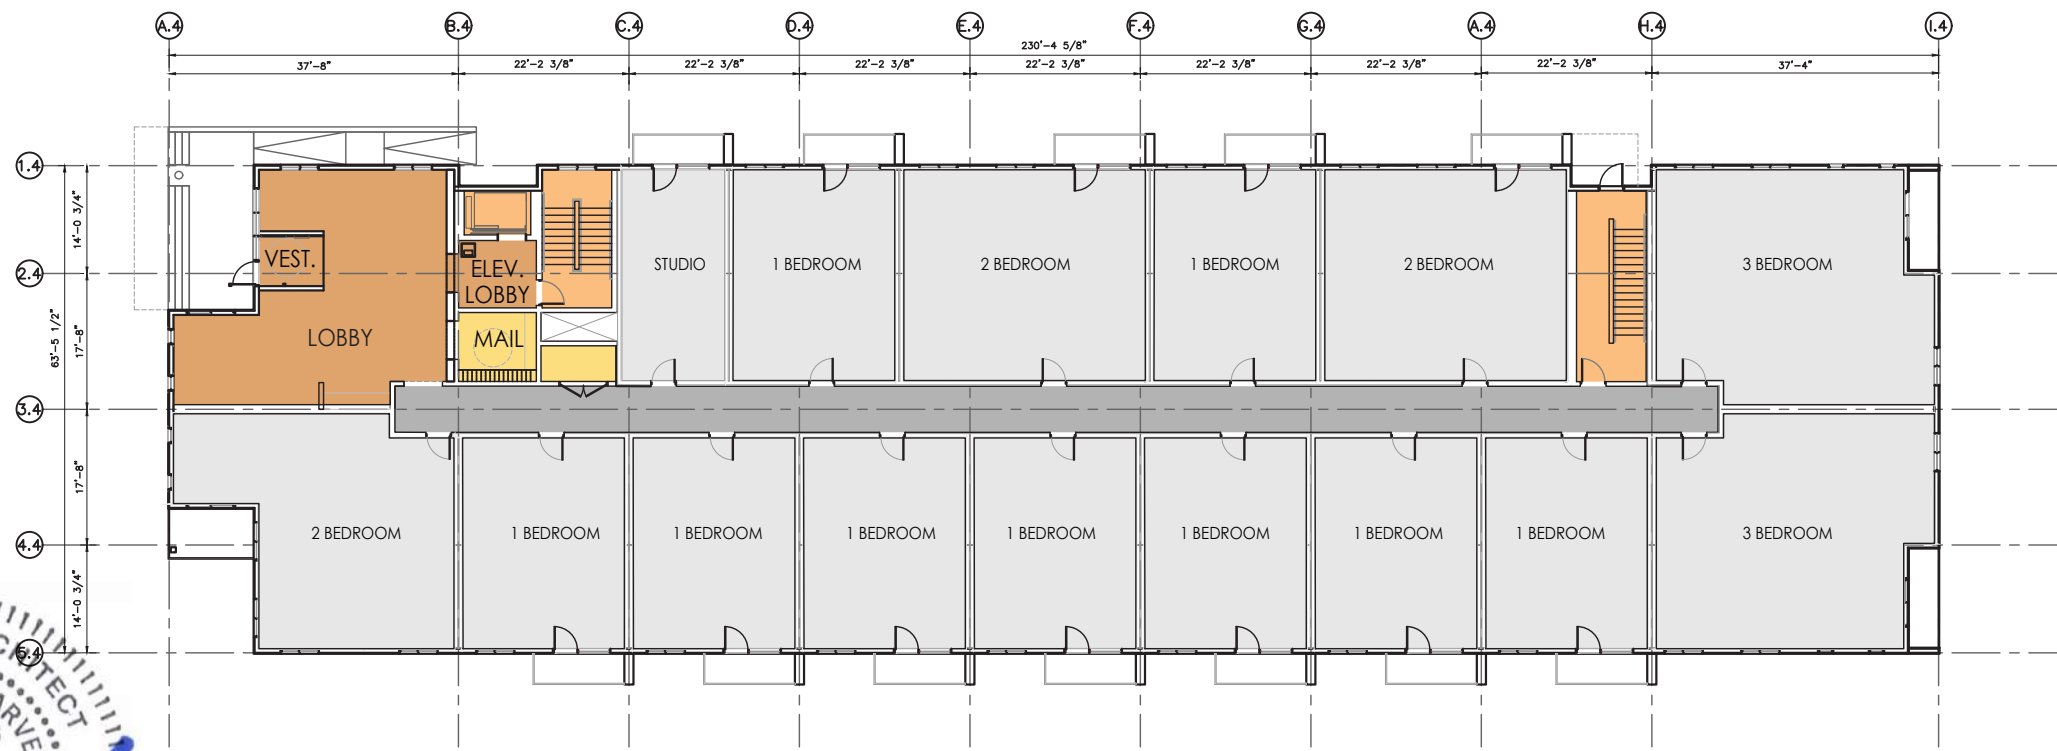 A.4 B.4 C.4 D.4 E.4 F.4 G.4 A.4 H.4 I.4
230'-4 5/8"
37'-8" 22'-2 3/8" 22'-2 3/8" 22'-2 3/8" 22'-2 3/8" 22'-2 3/8" 22'-2 3/8" 22'-2 3/8" 37'-4"
1.4
14'-0 3/4"
VEST.
ELEV.
LOBBY
STUDIO 1 BEDROOM 2 BEDROOM 1 BEDROOM 2 BEDROOM 3 BEDROOM
2.4
63'-5 1/2"
17'-8"
LOBBY
MAIL
3.4
17'-8"
2 BEDROOM 1 BEDROOM 1 BEDROOM 1 BEDROOM 1 BEDROOM 1 BEDROOM 1 BEDROOM 1 BEDROOM 3 BEDROOM
4.4
14'-0 3/4"
5.4